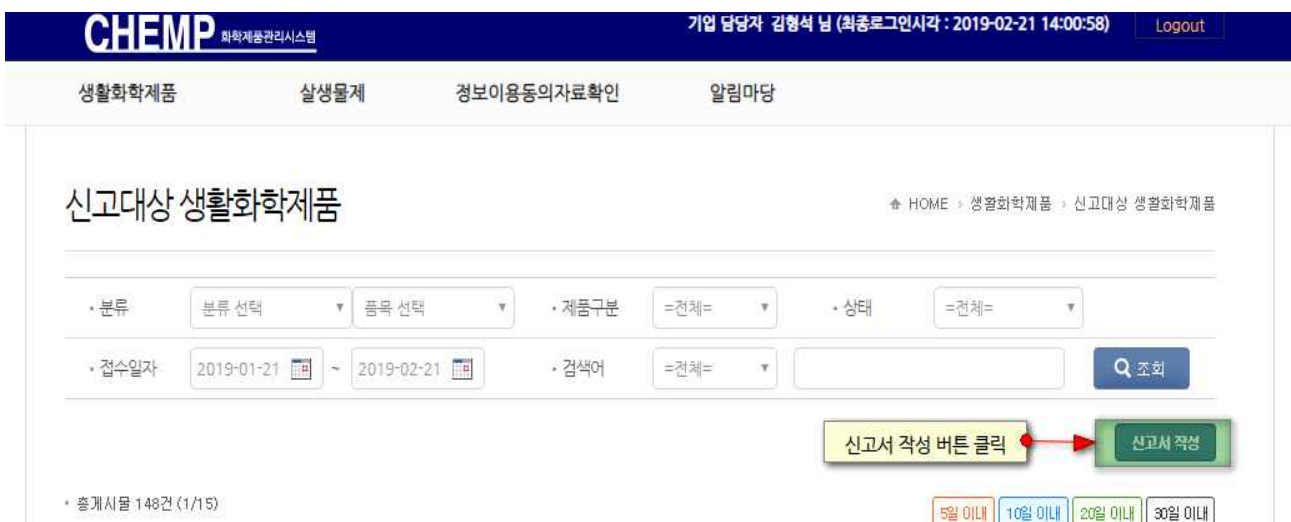 CHEMP 화학제품관리시스템
기업 담당자 김형석 님 (최종로그인시각 : 2019-02-21 14:00:58) Logout
생활화학제품 살생물제 정보이용동의자료확인 알림마당
신고대상 생활화학제품
HOME > 생활화학제품 > 신고대상 생활화학제품
• 분류 분류 선택 ▼ 품목 선택 ▼ • 제품구분 =전체= ▼ • 상태 =전체= ▼
• 접수일자 2019-01-21 ~ 2019-02-21 • 검색어 =전체= ▼ 조회
신고서 작성 버튼 클릭 신고서 작성
• 총게시물 148건 (1/15)
5일 이내 10일 이내 20일 이내 30일 이내